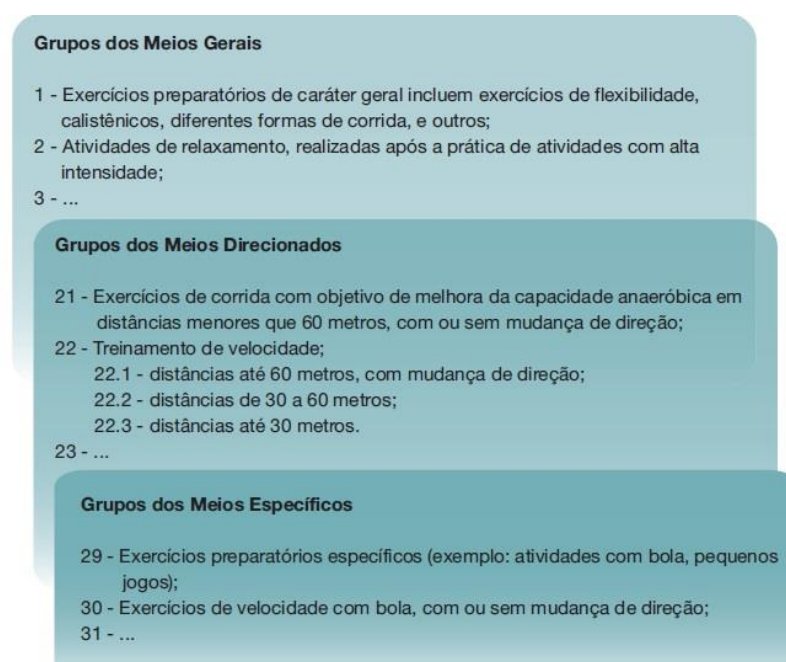 Grupos dos Meios Gerais
1 - Exercícios preparatórios de caráter geral incluem exercícios de flexibilidade,
calistênicos, diferentes formas de corrida, e outros;
2 - Atividades de relaxamento, realizadas após a prática de atividades com alta
intensidade;
3 - ...
Grupos dos Meios Direcionados
21 - Exercícios de corrida com objetivo de melhora da capacidade anaeróbica em
distâncias menores que 60 metros, com ou sem mudança de direção;
22 - Treinamento de velocidade;
22.1 - distâncias até 60 metros, com mudança de direção;
22.2 - distâncias de 30 a 60 metros;
22.3 - distâncias até 30 metros.
23 - ...
Grupos dos Meios Específicos
29 - Exercícios preparatórios específicos (exemplo: atividades com bola, pequenos
jogos);
30 - Exercícios de velocidade com bola, com ou sem mudança de direção;
31 - ...